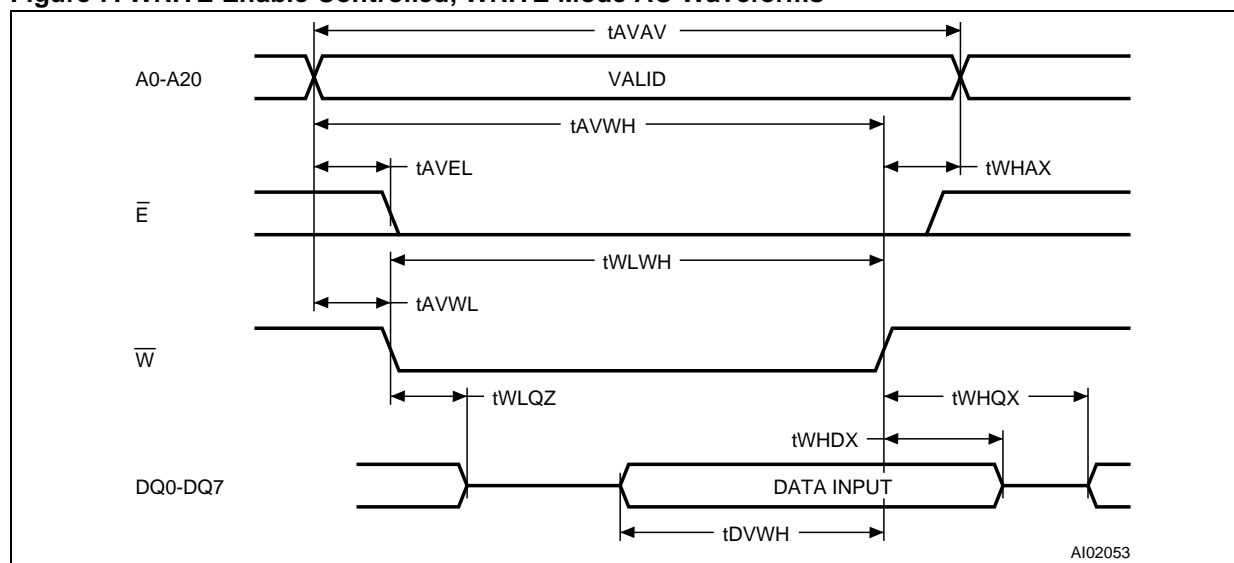 Figure WRITE Enable Controlled, WRITE Mode AC Waveforms
tAVAV
A0-A20
VALID
tAVWH
tAVEL
tWHAX
E̅
tWLWH
tAVWL
W̅
tWLQZ
tWHQX
tWHDX
DQ0-DQ7
DATA INPUT
tDVWH
AI02053